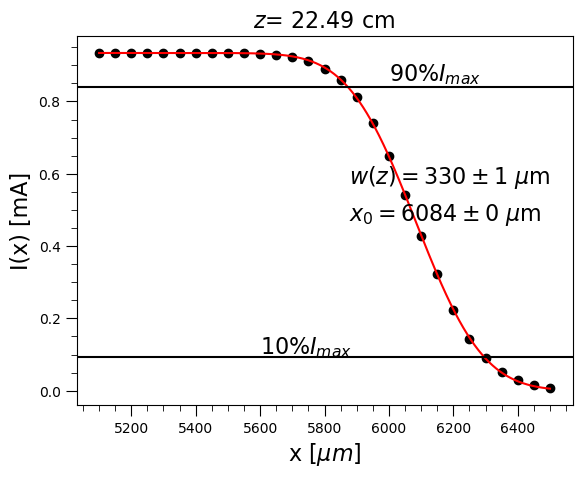 z= 22.49 cm
90%I_max
w(z) = 330 ± 1 μm
x_0 = 6084 ± 0 μm
10%I_max
I(x) [mA]
0.8
0.6
0.4
0.2
0.0
5200 5400 5600 5800 6000 6200 6400
x [μm]